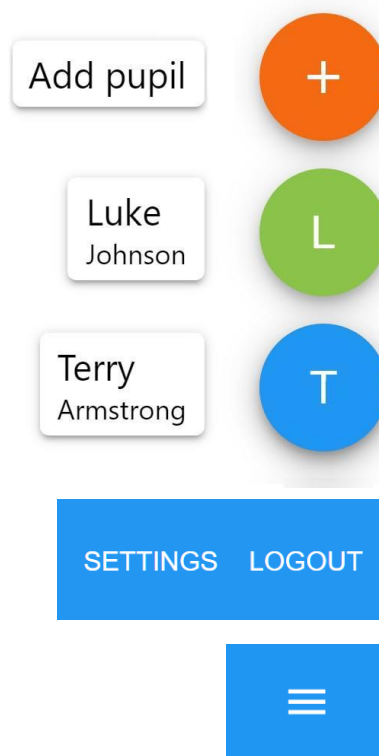 Add pupil
+
Luke
Johnson
L
Terry
Armstrong
T
SETTINGS LOGOUT